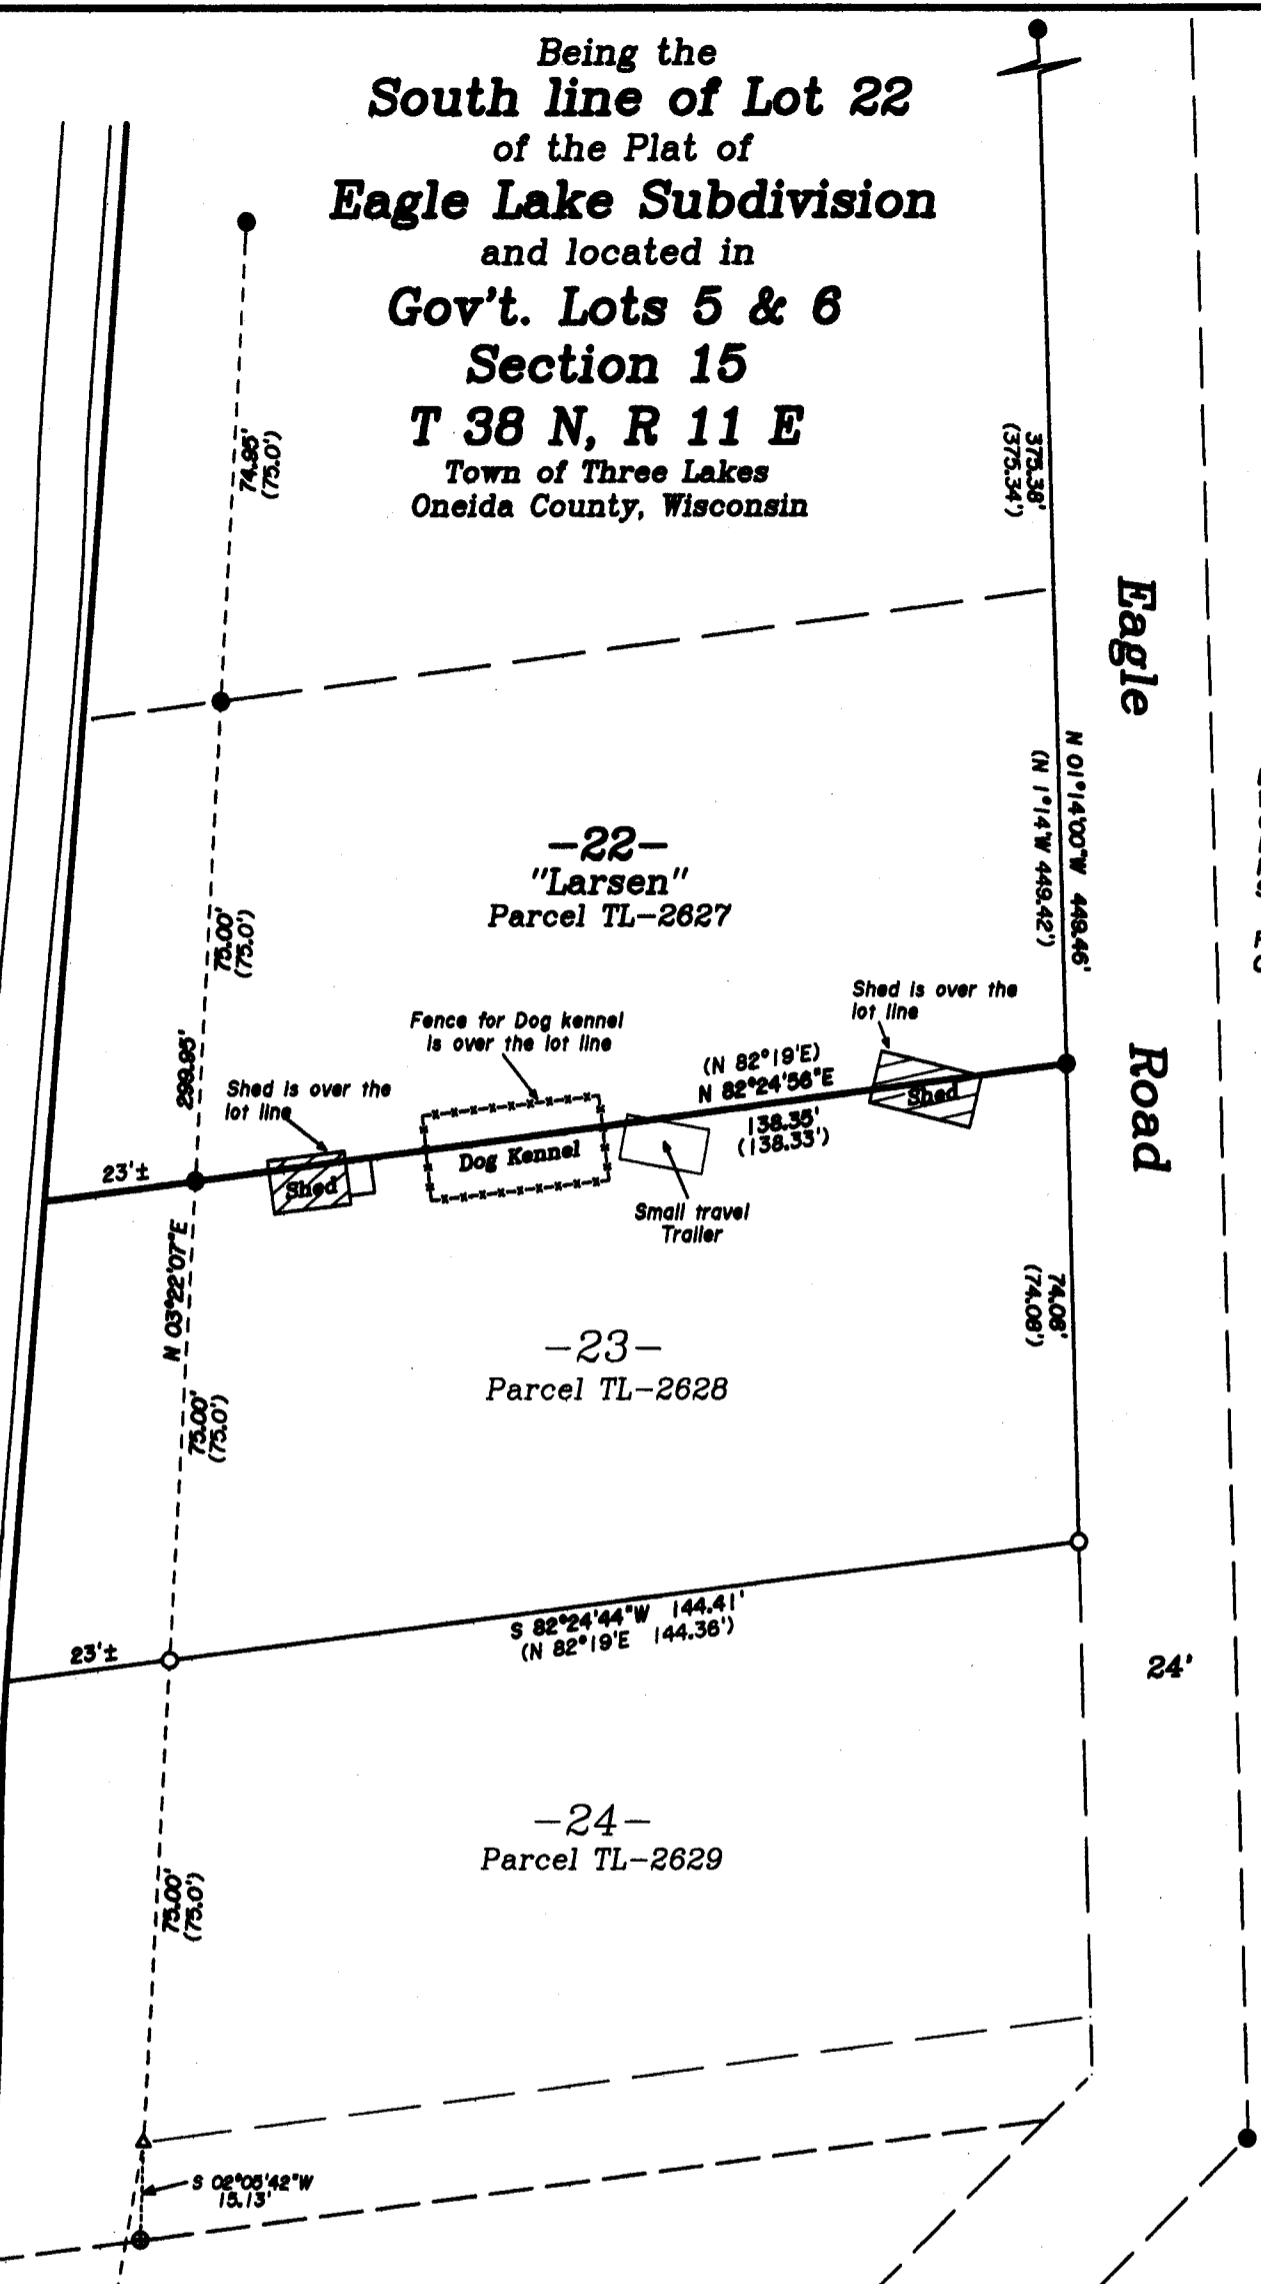 Being the
South line of Lot 22
of the Plat of
Eagle Lake Subdivision
and located in
Gov't. Lots 5 & 6
Section 15
T 38 N, R 11 E
Town of Three Lakes
Oneida County, Wisconsin
74.95'
(75.0')
375.38'
(375.34')
Eagle
Road
N 01°14'00"W 449.46'
(N 1°14'W 449.42')
-22-
"Larsen"
Parcel TL-2627
75.00'
(75.0')
299.95'
Shed is over the
lot line
Fence for Dog kennel
is over the lot line
Shed is over the
lot line
(N 82°19'E)
N 82°24'56"E
138.35'
(138.33')
Shed
Dog Kennel
Shed
23'±
Small travel
Trailer
N 03°22'07"E
74.08'
(74.08')
-23-
Parcel TL-2628
75.00'
(75.0')
S 82°24'44"W 144.41'
(N 82°19'E 144.36')
23'±
24'
-24-
Parcel TL-2629
75.00'
(75.0')
S 02°05'42"W
15.13'